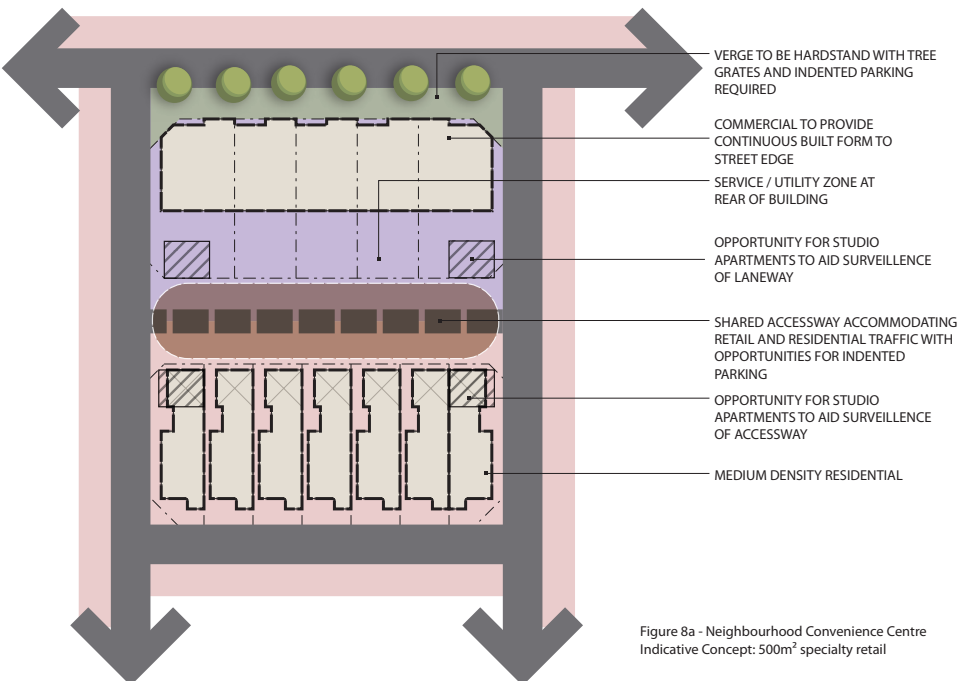 VERGE TO BE HARDSTAND WITH TREE
GRATES AND INDENTED PARKING
REQUIRED
COMMERCIAL TO PROVIDE
CONTINUOUS BUILT FORM TO
STREET EDGE
SERVICE / UTILITY ZONE AT
REAR OF BUILDING
OPPORTUNITY FOR STUDIO
APARTMENTS TO AID SURVEILLENCE
OF LANEWAY
SHARED ACCESSWAY ACCOMMODATING
RETAIL AND RESIDENTIAL TRAFFIC WITH
OPPORTUNITIES FOR INDENTED
PARKING
OPPORTUNITY FOR STUDIO
APARTMENTS TO AID SURVEILLENCE
OF ACCESSWAY
MEDIUM DENSITY RESIDENTIAL
Figure 8a - Neighbourhood Convenience Centre
Indicative Concept: 500m² specialty retail